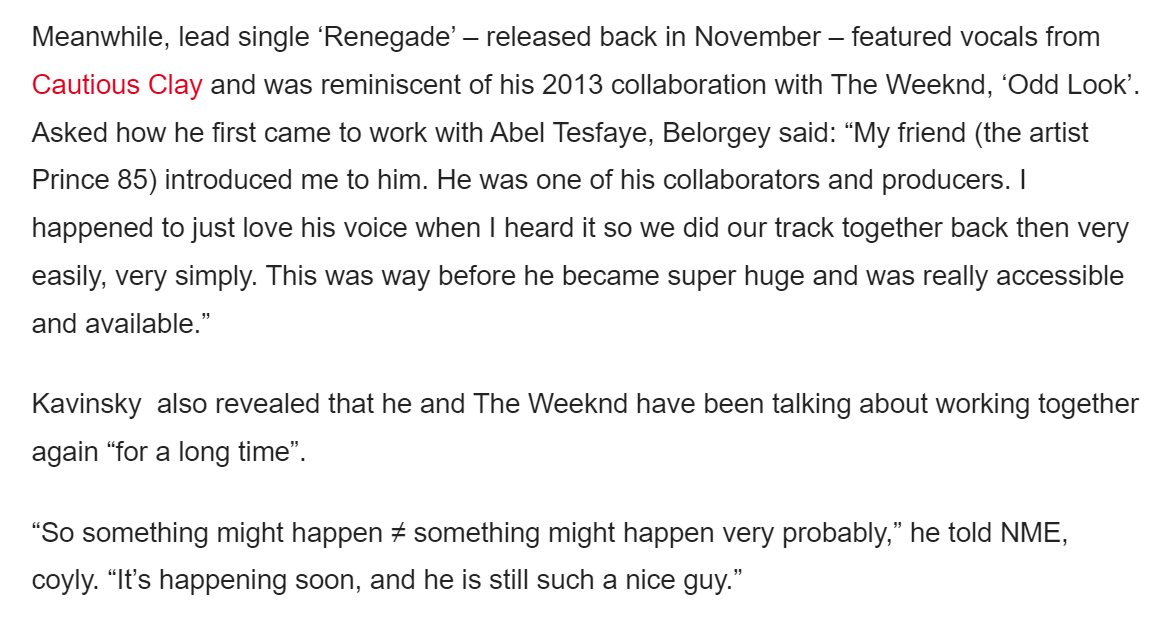 Meanwhile, lead single ‘Renegade’ – released back in November – featured vocals from
Cautious Clay and was reminiscent of his 2013 collaboration with The Weeknd, ‘Odd Look’.
Asked how he first came to work with Abel Tesfaye, Belorgey said: “My friend (the artist
Prince 85) introduced me to him. He was one of his collaborators and producers. I
happened to just love his voice when I heard it so we did our track together back then very
easily, very simply. This was way before he became super huge and was really accessible
and available.”
Kavinsky  also revealed that he and The Weeknd have been talking about working together
again “for a long time”.
“So something might happen ≠ something might happen very probably,” he told NME,
coyly. “It’s happening soon, and he is still such a nice guy.”